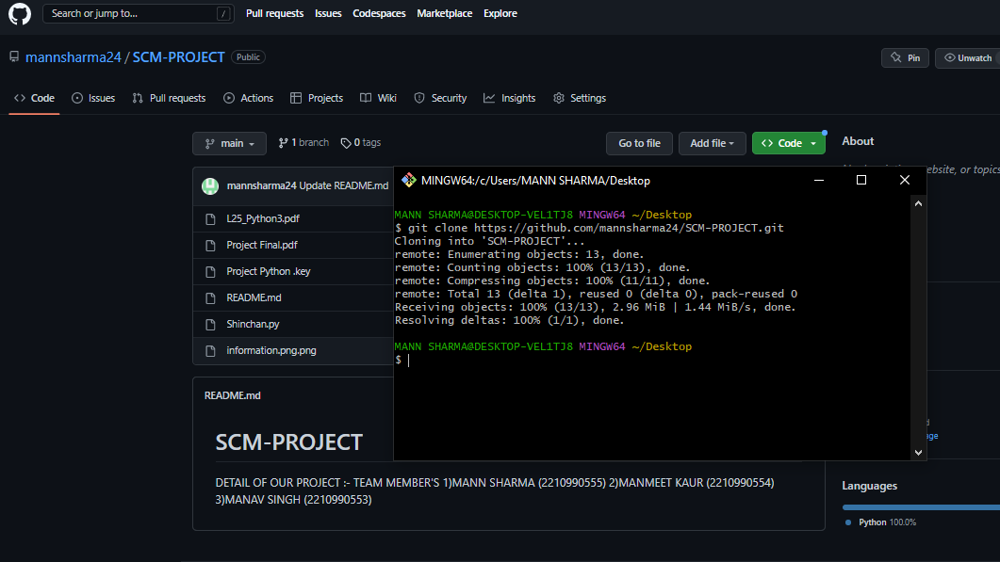 Search or jump to... /
Pull requests Issues Codespaces Marketplace Explore
mannsharma24 / SCM-PROJECT Public
Pin Unwatch
Code Issues Pull requests Actions Projects Wiki Security Insights Settings
main 1 branch 0 tags Go to file Add file Code
About
mannsharma24 Update README.md
ebsite, or topics
L25_Python3.pdf
Project Final.pdf
Project Python .key
README.md
Shinchan.py
information.png.png
MINGW64:/c/Users/MANN SHARMA/Desktop
MANN SHARMA@DESKTOP-VEL1TJ8 MINGW64 ~/Desktop
$ git clone https://github.com/mannsharma24/SCM-PROJECT.git
Cloning into 'SCM-PROJECT'...
remote: Enumerating objects: 13, done.
remote: Counting objects: 100% (13/13), done.
remote: Compressing objects: 100% (11/11), done.
remote: Total 13 (delta 1), reused 0 (delta 0), pack-reused 0
Receiving objects: 100% (13/13), 2.96 MiB | 1.44 MiB/s, done.
Resolving deltas: 100% (1/1), done.
MANN SHARMA@DESKTOP-VEL1TJ8 MINGW64 ~/Desktop
$
README.md
SCM-PROJECT
DETAIL OF OUR PROJECT :- TEAM MEMBER'S 1)MANN SHARMA (2210990555) 2)MANMEET KAUR (2210990554)
3)MANAV SINGH (2210990553)
Languages
Python 100.0%